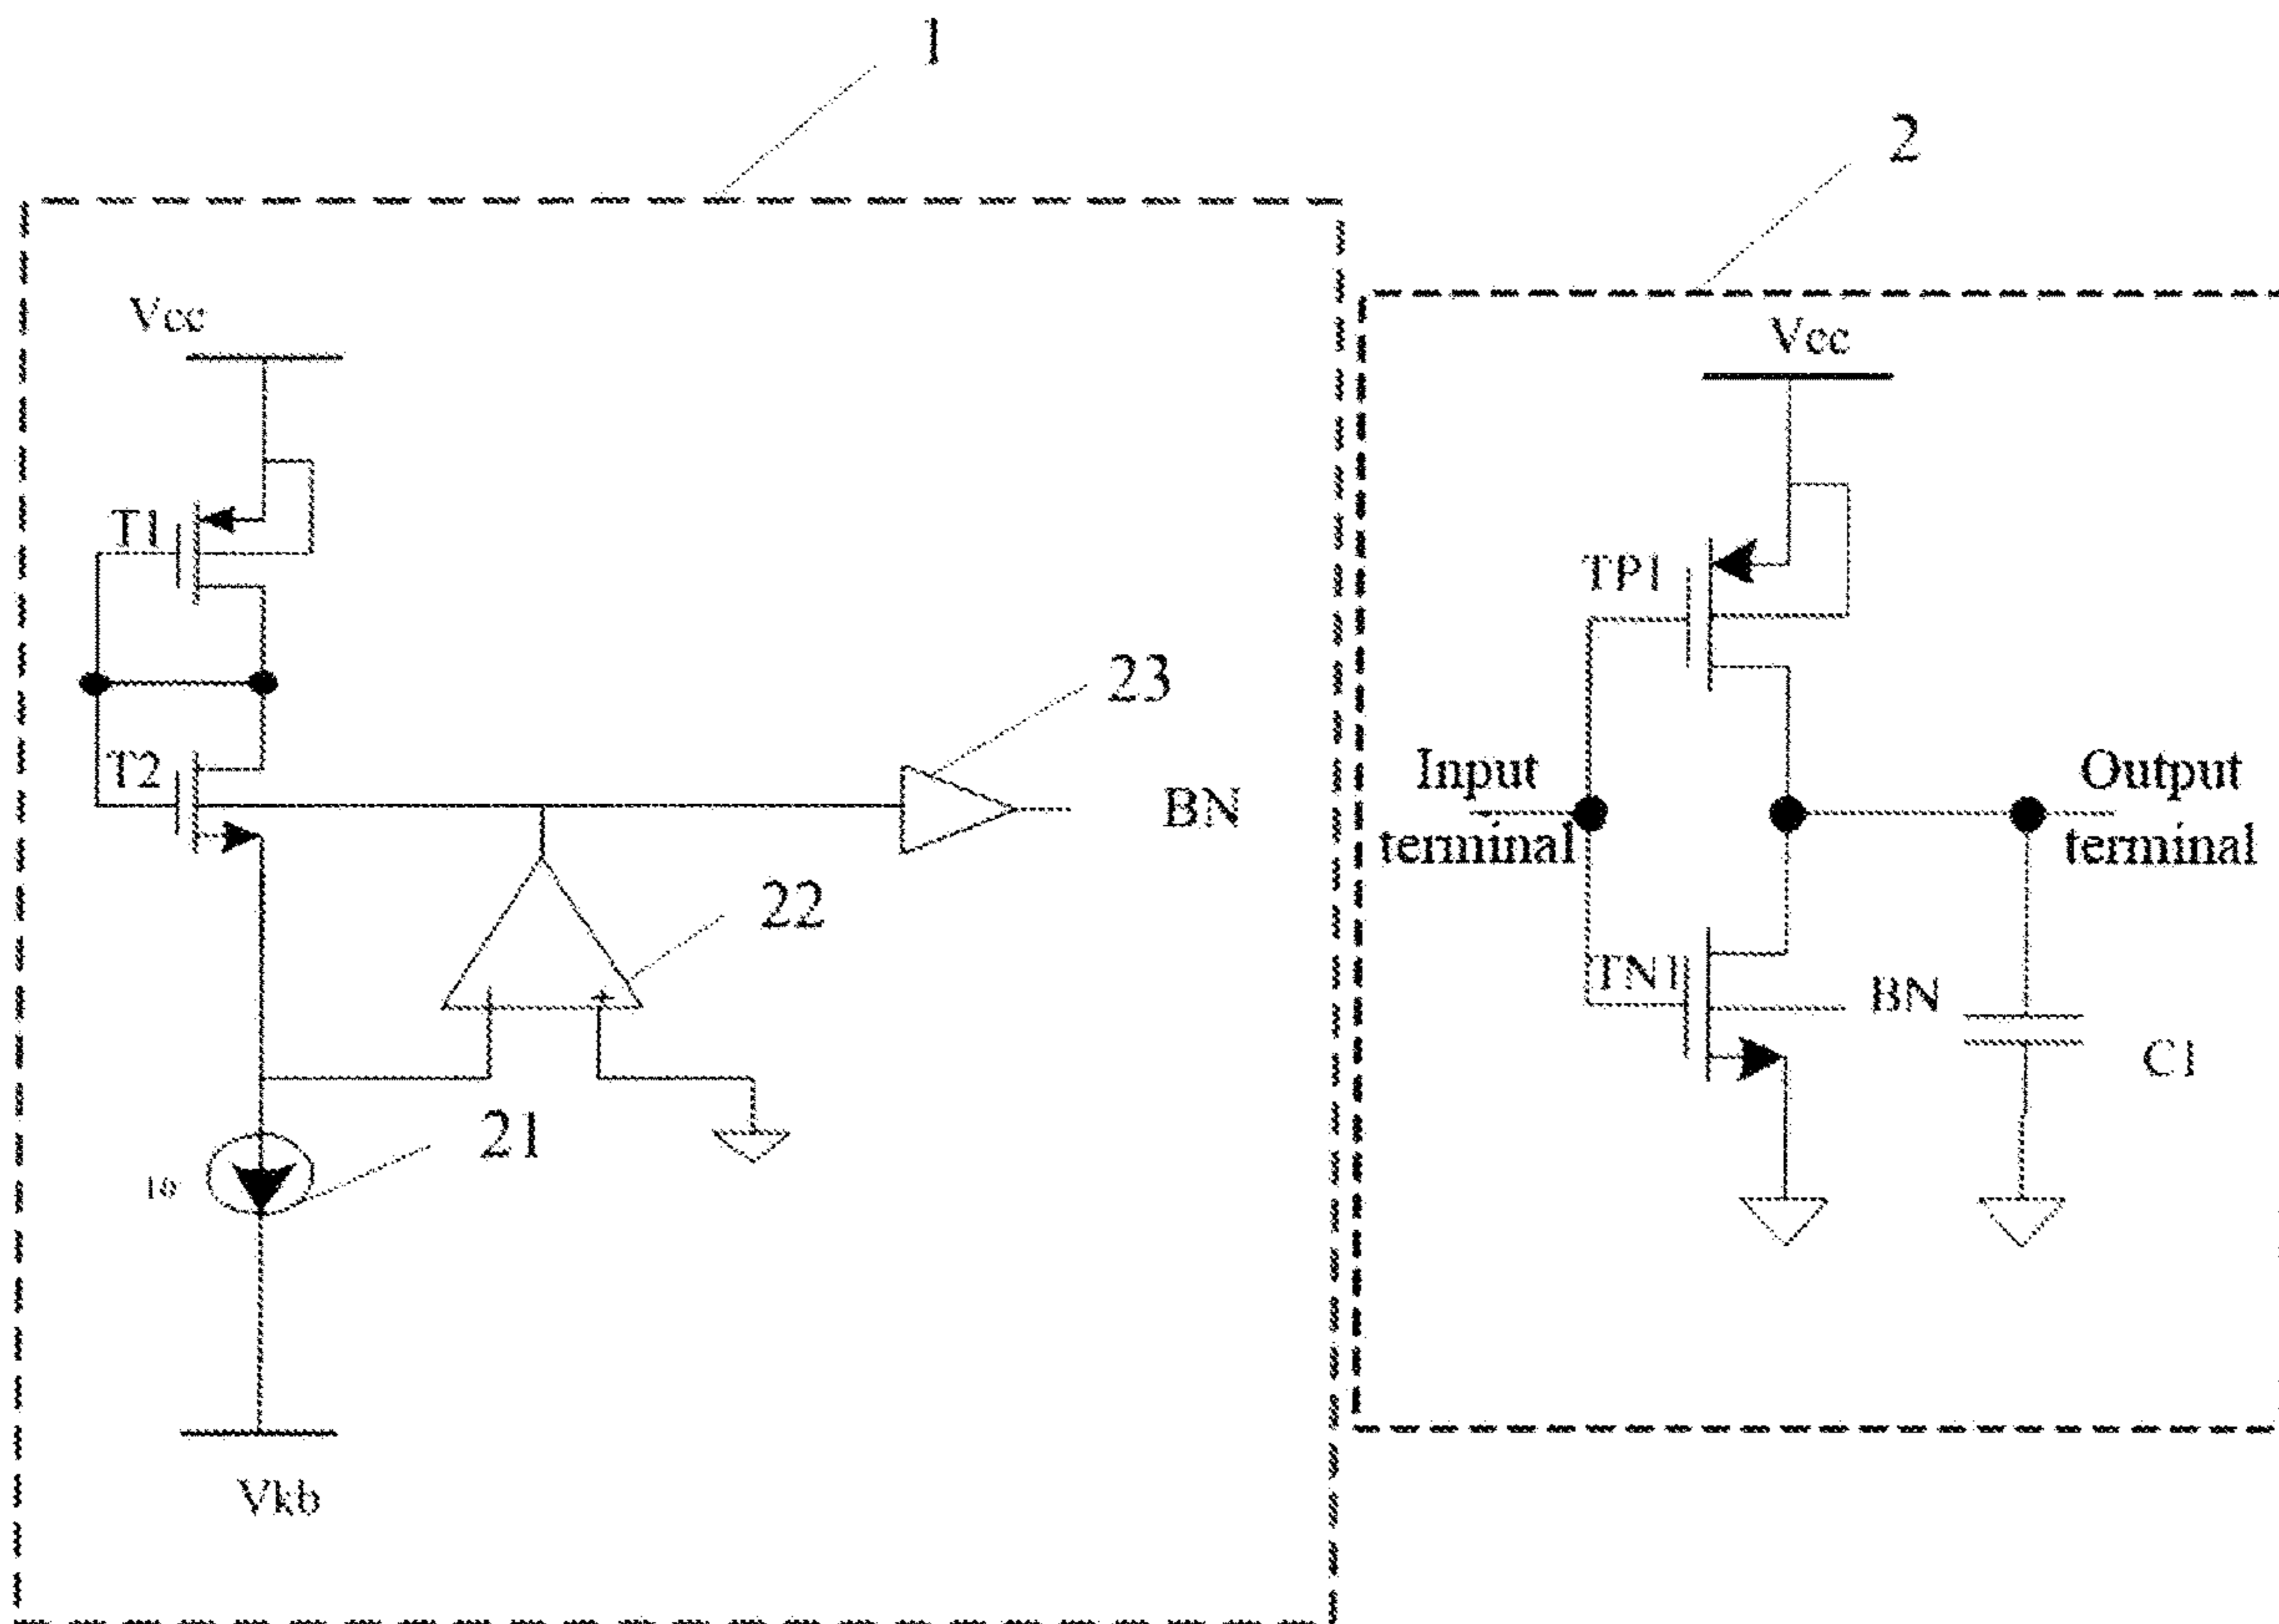 1
2
Vcc
Vcc
T1
TP1
23
T2
BN
Input
terminal
Output
terminal
22
TN1
BN
C1
21
Vkb